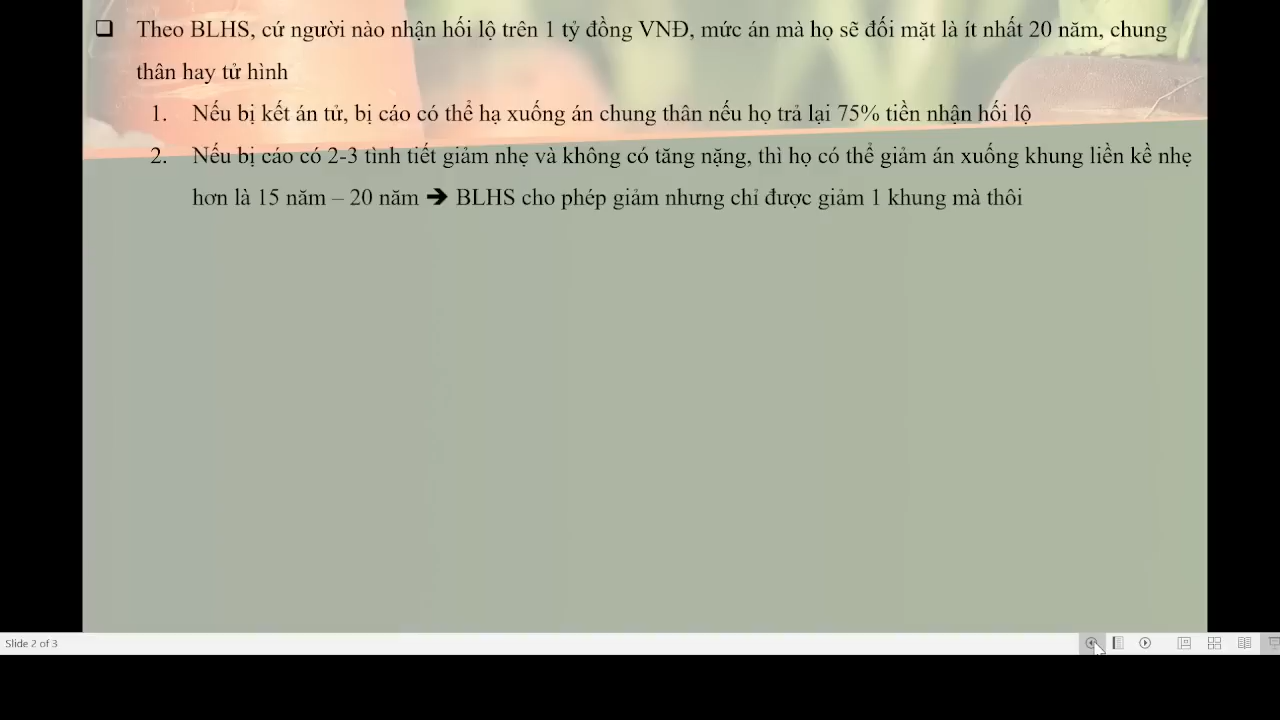 ❑ Theo BLHS, cứ người nào nhận hối lộ trên 1 tỷ đồng VNĐ, mức án mà họ sẽ đối mặt là ít nhất 20 năm, chung
thân hay tử hình
1. Nếu bị kết án tử, bị cáo có thể hạ xuống án chung thân nếu họ trả lại 75% tiền nhận hối lộ
2. Nếu bị cáo có 2-3 tình tiết giảm nhẹ và không có tăng nặng, thì họ có thể giảm án xuống khung liền kề nhẹ
hơn là 15 năm – 20 năm ➔ BLHS cho phép giảm nhưng chỉ được giảm 1 khung mà thôi
Slide 2 of 3